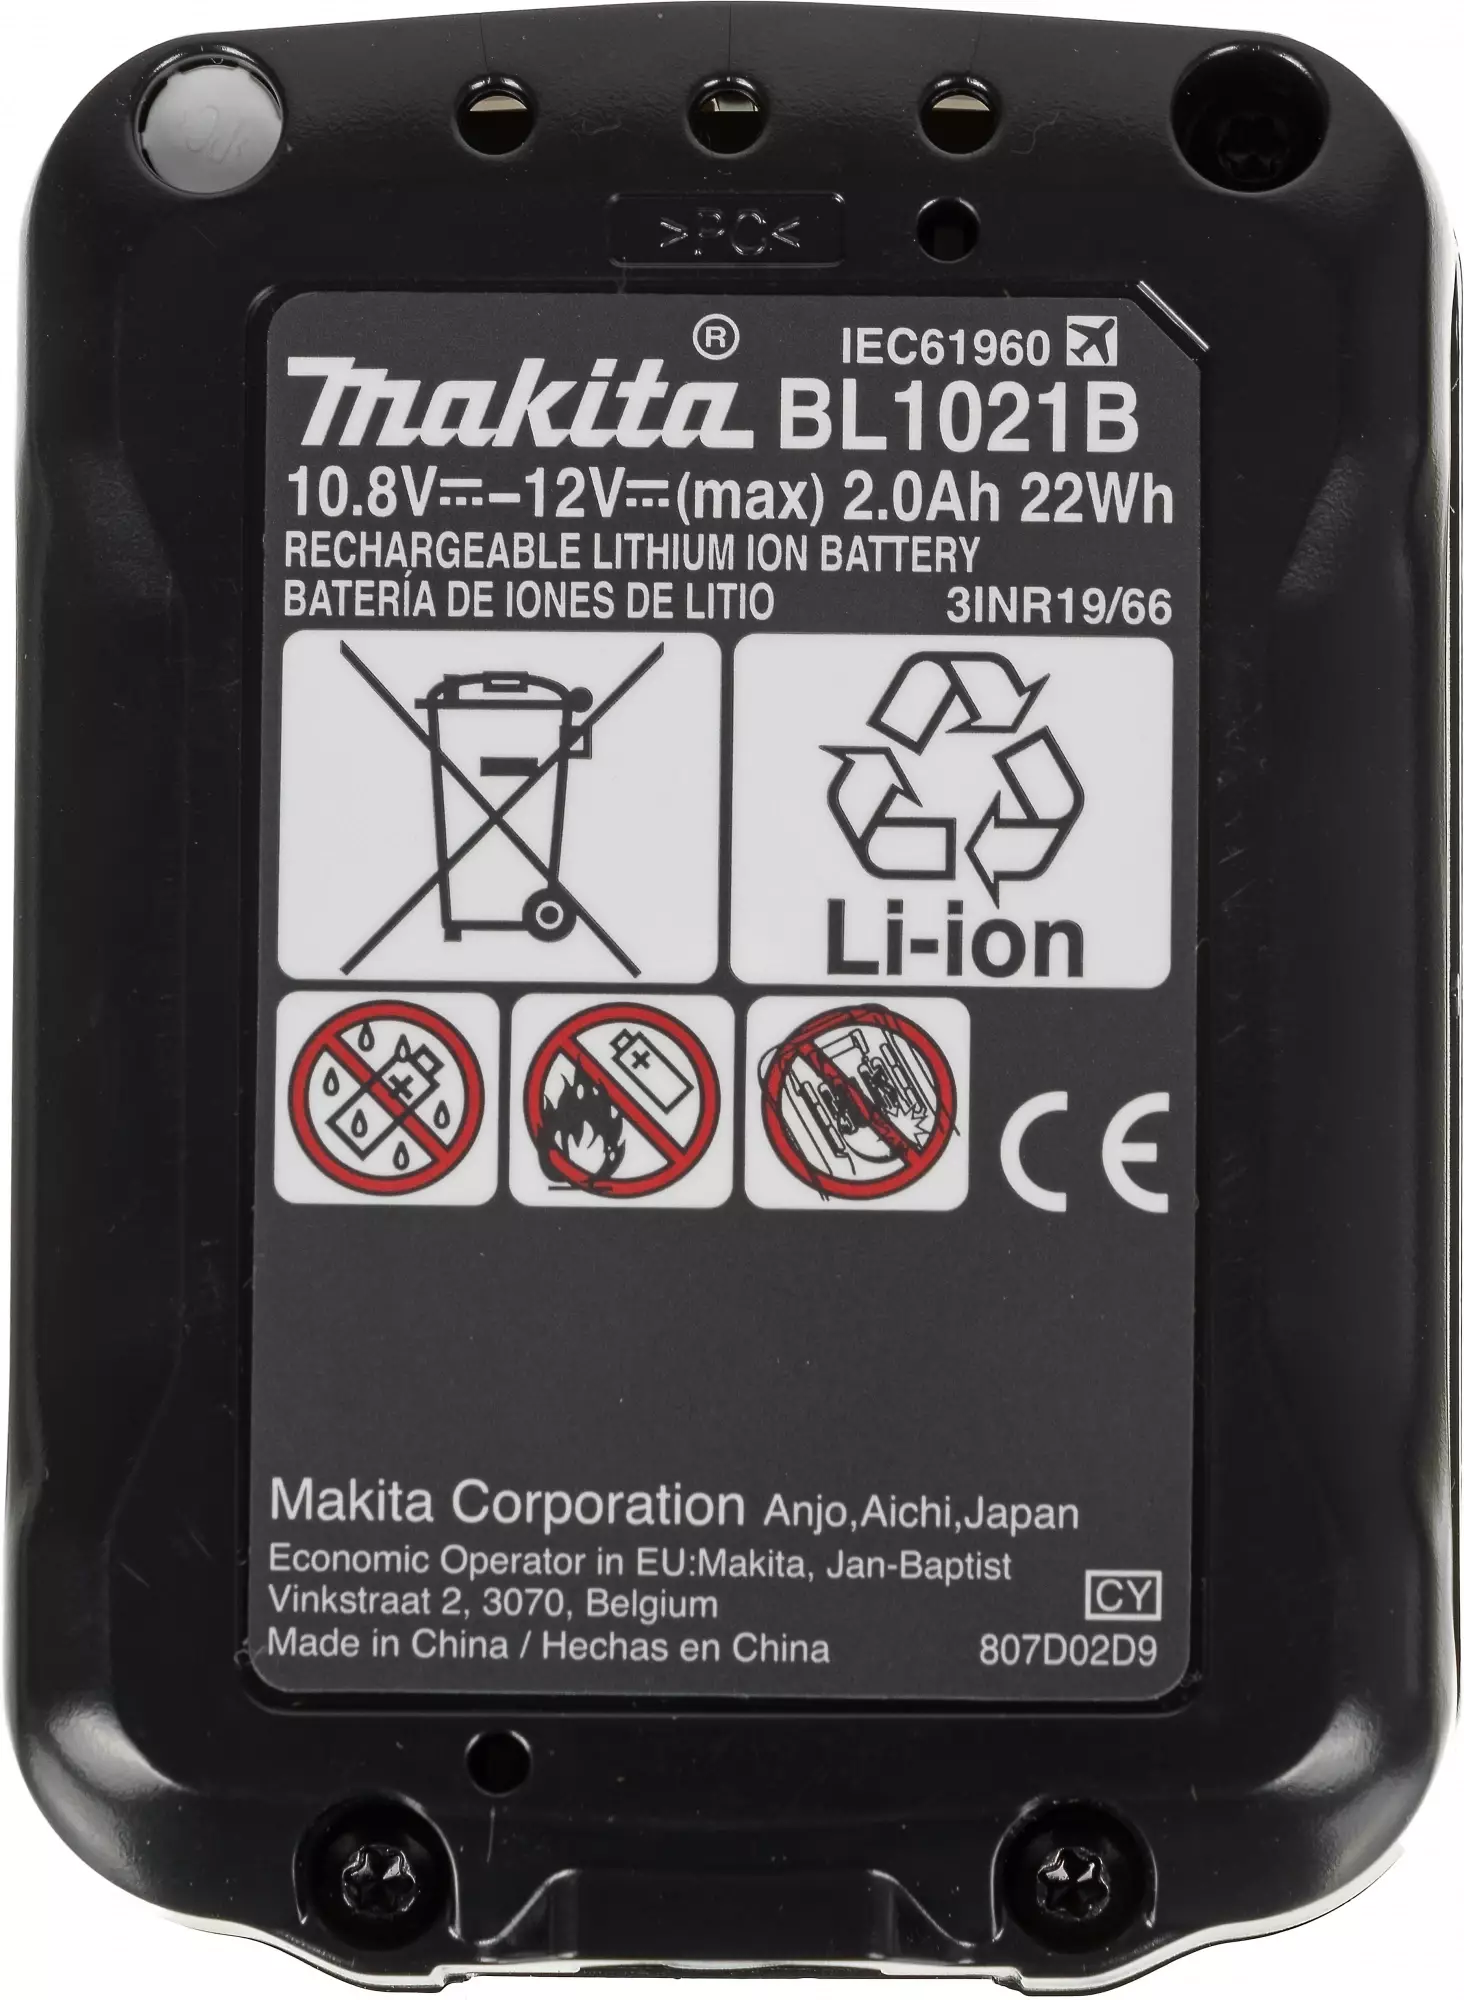 >PC<
IEC61960
makita® BL1021B
10.8V⎓–12V⎓(max) 2.0Ah 22Wh
RECHARGEABLE LITHIUM ION BATTERY
BATERÍA DE IONES DE LITIO 3INR19/66
Li-ion
CE
Makita Corporation Anjo,Aichi,Japan
Economic Operator in EU:Makita, Jan-Baptist
Vinkstraat 2, 3070, Belgium
CY
Made in China / Hechas en China 807D02D9